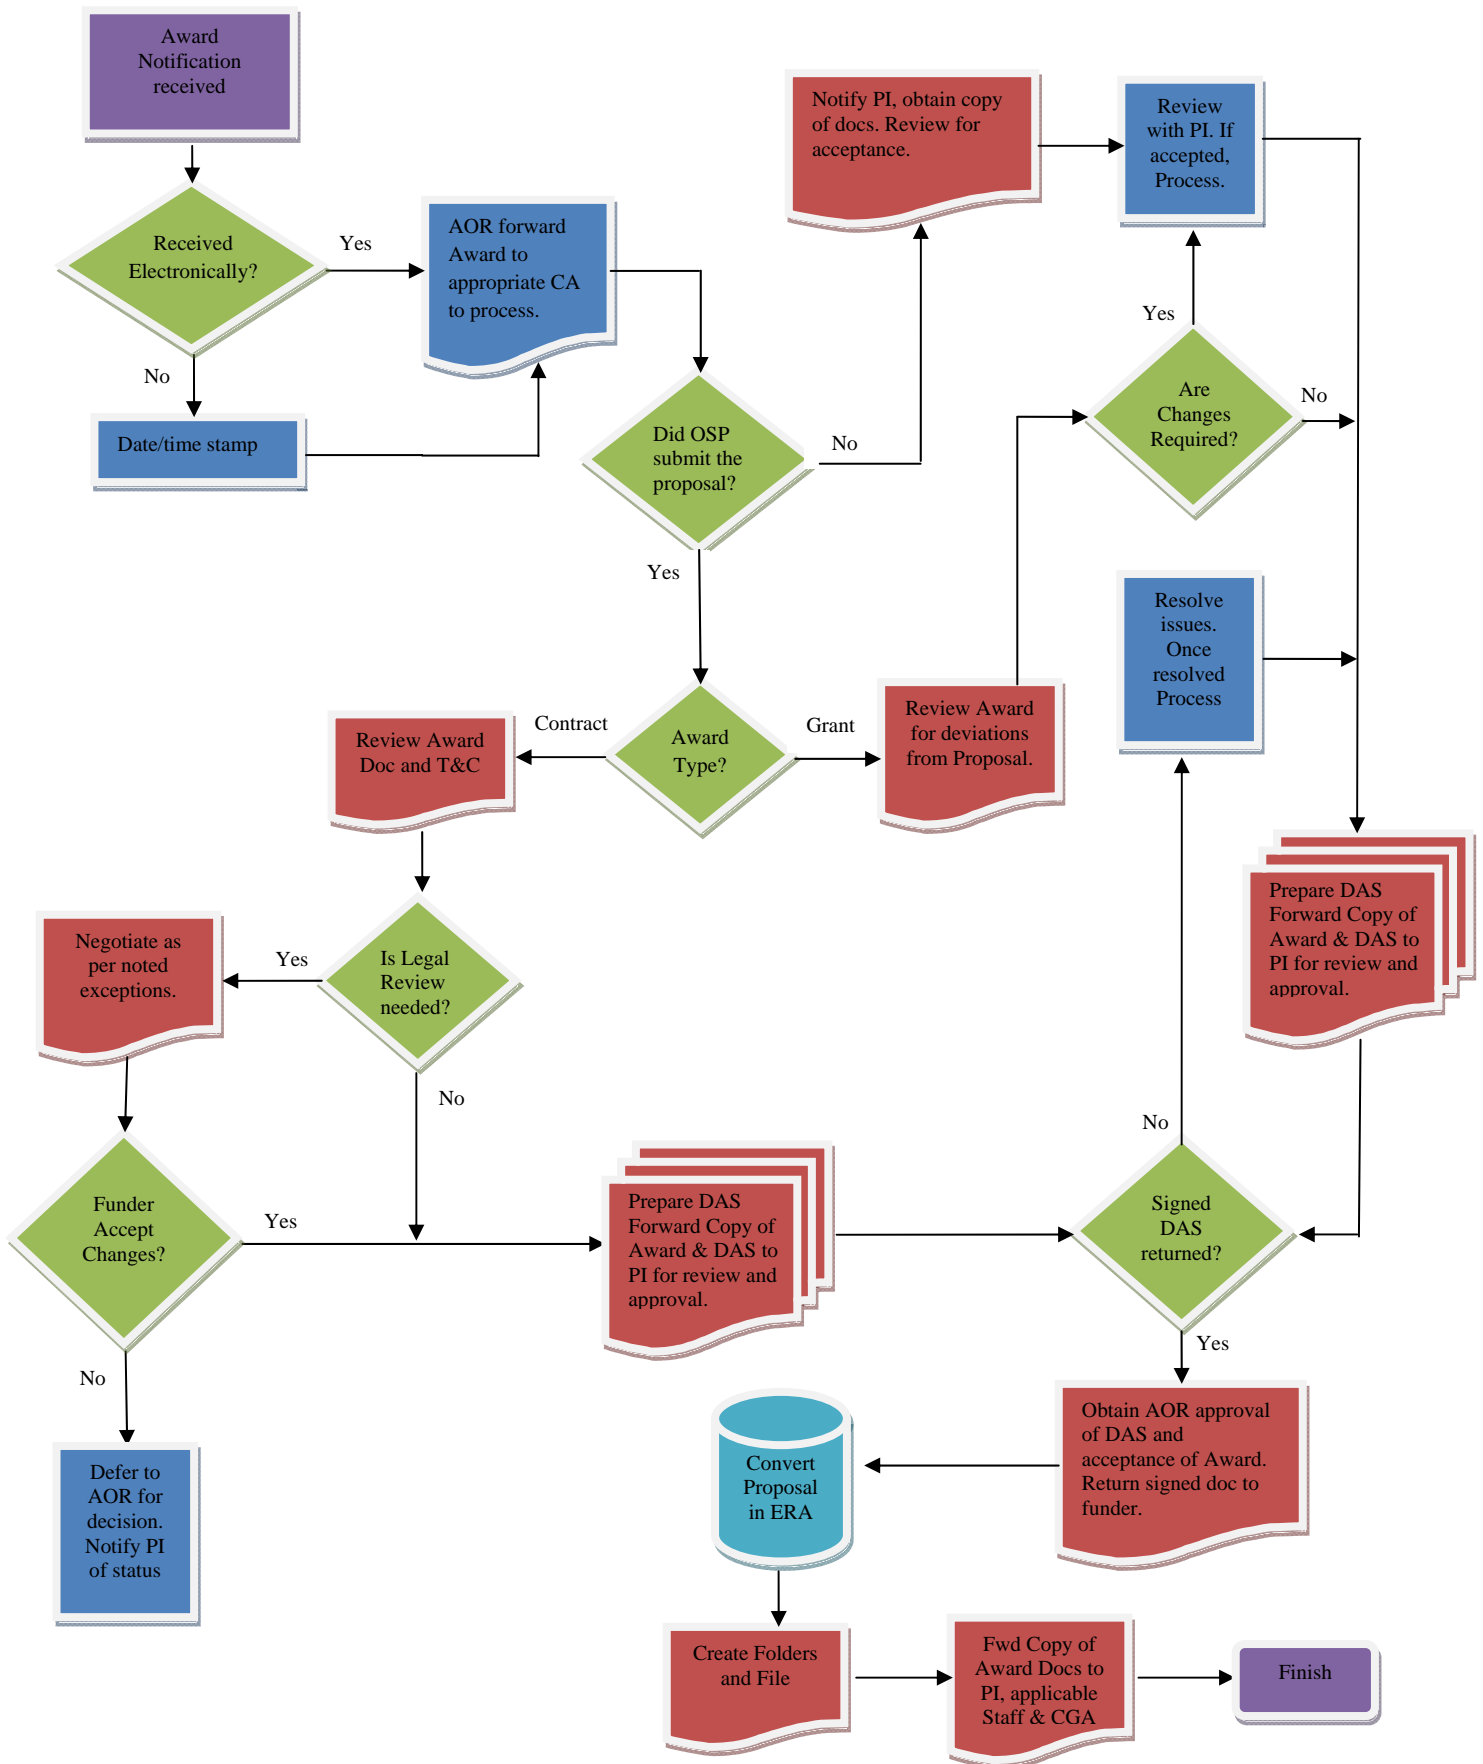 Award
Notification
received
Received
Electronically?
Yes
No
Date/time stamp
AOR forward
Award to
appropriate CA
to process.
Did OSP
submit the
proposal?
No
Yes
Notify PI, obtain copy
of docs. Review for
acceptance.
Review
with PI. If
accepted,
Process.
Yes
Are
Changes
Required?
No
Resolve
issues.
Once
resolved
Process
Award
Type?
Contract
Grant
Review Award
Doc and T&C
Review Award
for deviations
from Proposal.
Is Legal
Review
needed?
Yes
No
Negotiate as
per noted
exceptions.
Prepare DAS
Forward Copy of
Award & DAS to
PI for review and
approval.
Funder
Accept
Changes?
Yes
No
Prepare DAS
Forward Copy of
Award & DAS to
PI for review and
approval.
No
Signed
DAS
returned?
Yes
Defer to
AOR for
decision.
Notify PI
of status
Obtain AOR approval
of DAS and
acceptance of Award.
Return signed doc to
funder.
Convert
Proposal
in ERA
Create Folders
and File
Fwd Copy of
Award Docs to
PI, applicable
Staff & CGA
Finish